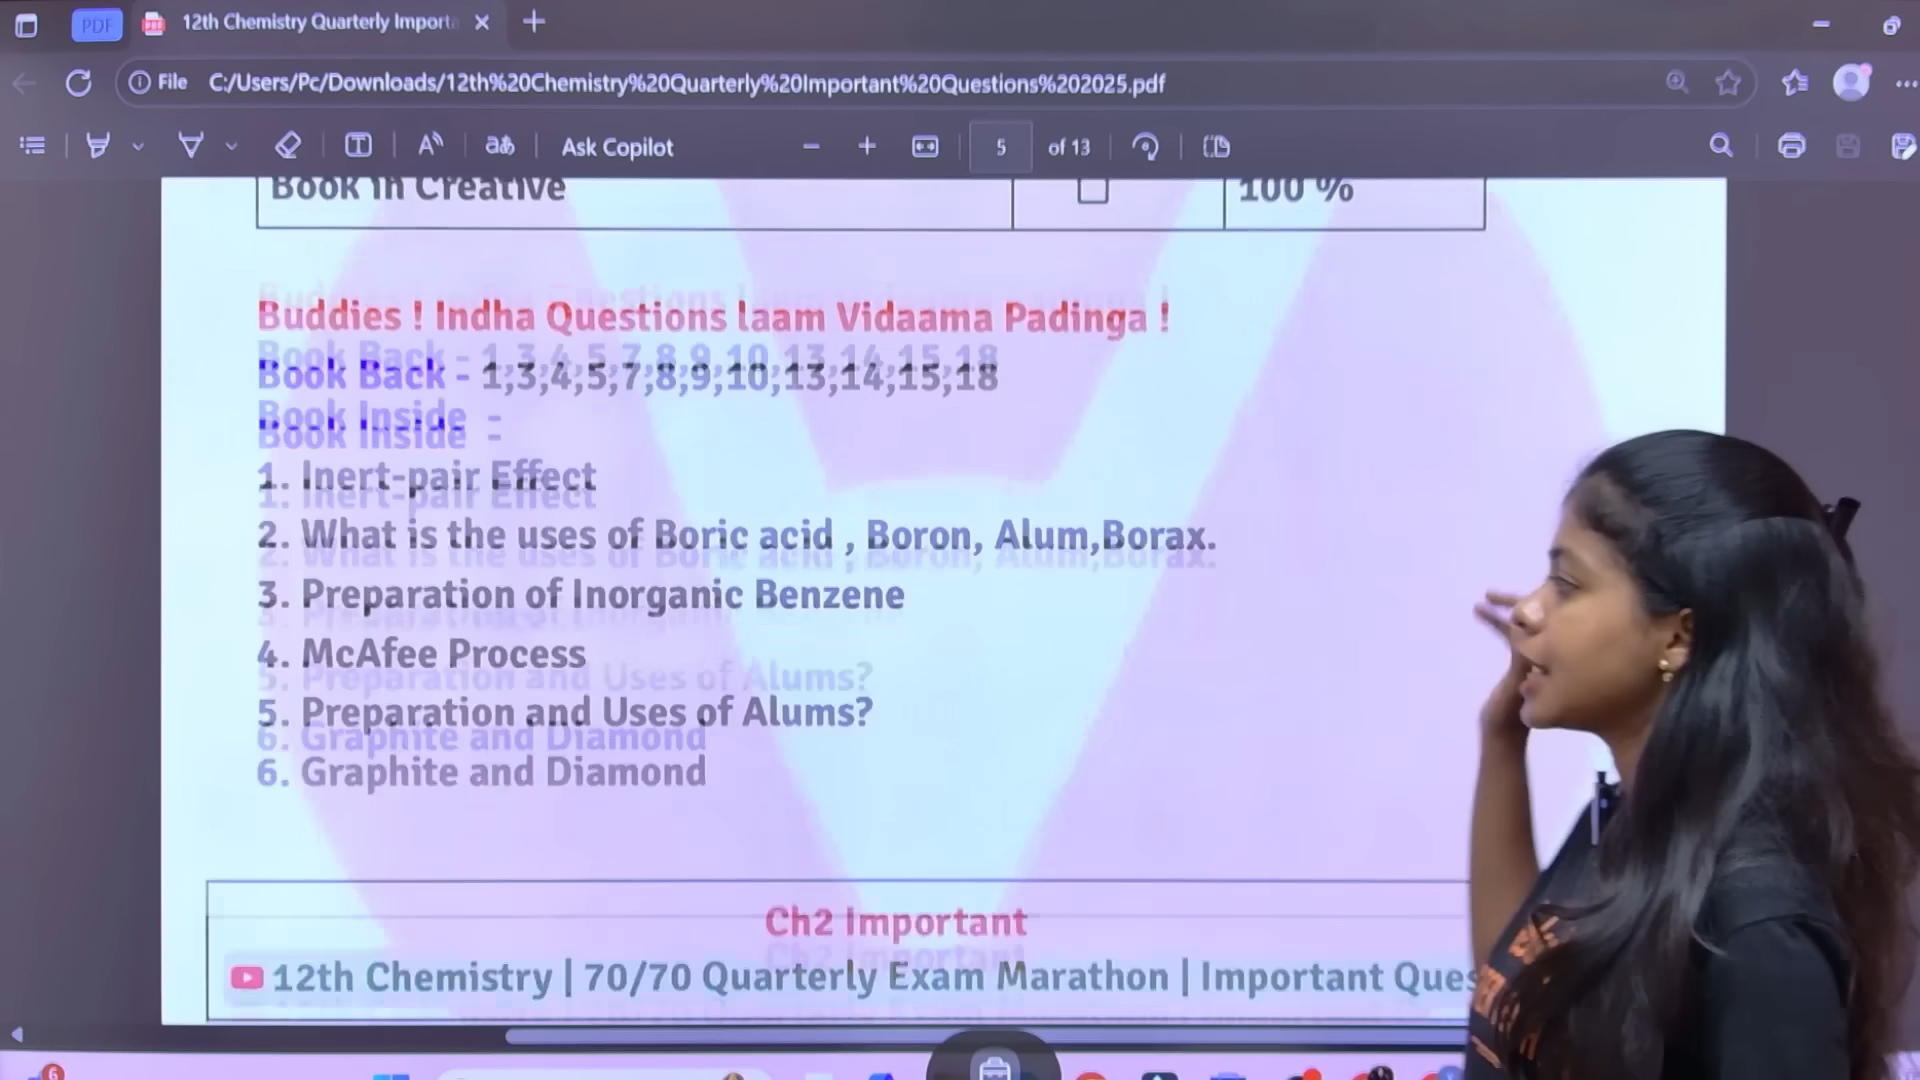 PDF
12th Chemistry Quarterly Import
File C:/Users/Pc/Downloads/12th%20Chemistry%20Quarterly%20Important%20Questions%202025.pdf
Ask Copilot
5 of 13
Book in Creative
100 %
Buddies ! Indha Questions laam Vidaama Padinga !
Book Back - 1,3,4,5,7,8,9,10,13,14,15,18
Book Inside -
1. Inert-pair Effect
2. What is the uses of Boric acid , Boron, Alum,Borax.
3. Preparation of Inorganic Benzene
4. McAfee Process
5. Preparation and Uses of Alums?
6. Graphite and Diamond
Ch2 Important
12th Chemistry | 70/70 Quarterly Exam Marathon | Important Ques
6